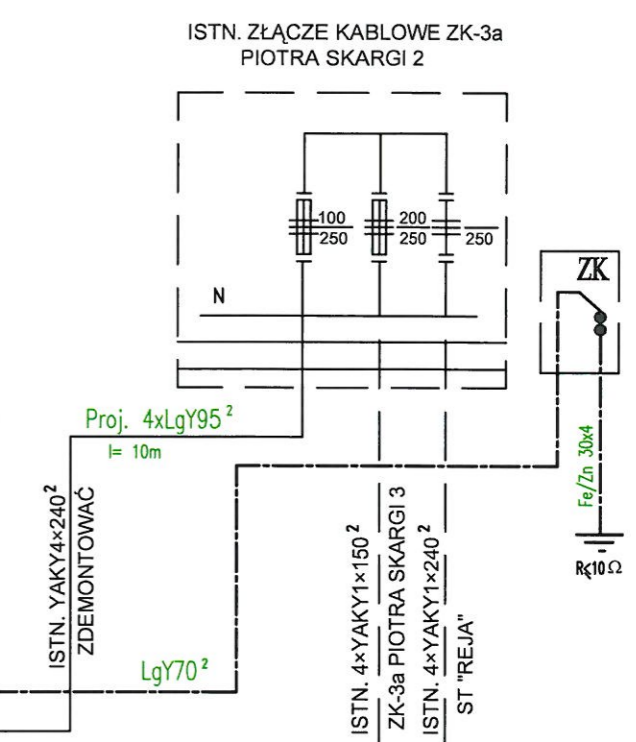 ISTN. ZŁĄCZE KABLOWE ZK-3a
PIOTRA SKARGI 2
100
250
200
250
250
N
ZK
Proj. 4xLgY95²
l= 10m
Fe/Zn 30x4
R≤10Ω
ISTN. YAKY4×240²
ZDEMONTOWAĆ
LgY70²
ISTN. 4×YAKY1×150²
ZK-3a PIOTRA SKARGI 3
ISTN. 4×YAKY1×240²
ST "REJA"